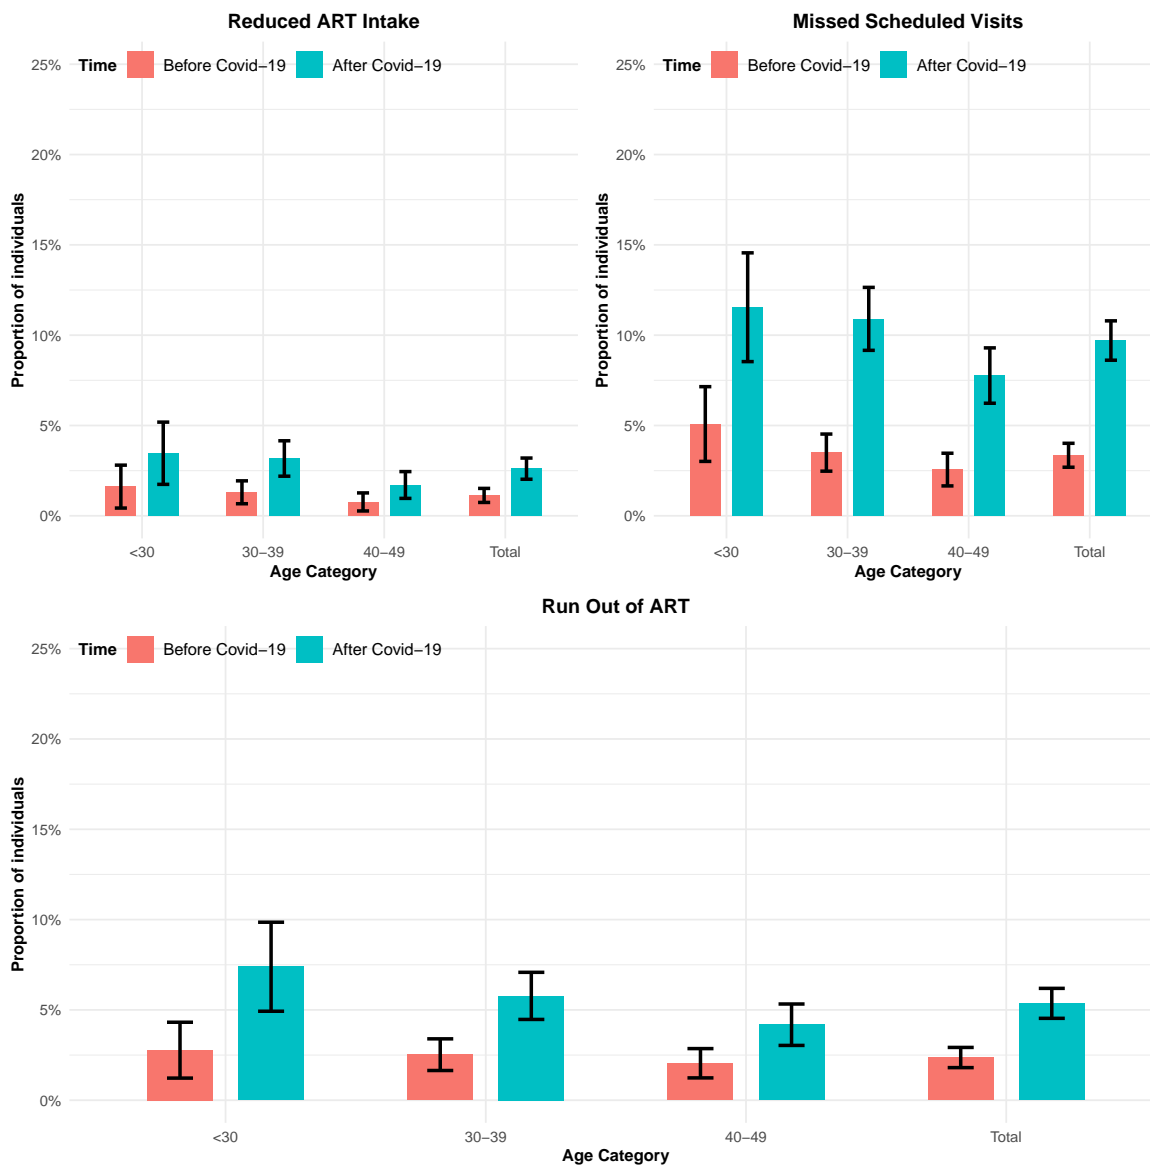 Reduced ART Intake
Time Before Covid−19 After Covid−19
25%
20%
15%
10%
5%
0%
Proportion of individuals
<30 30−39 40−49 Total
Age Category
Missed Scheduled Visits
Time Before Covid−19 After Covid−19
25%
20%
15%
10%
5%
0%
Proportion of individuals
<30 30−39 40−49 Total
Age Category
Run Out of ART
Time Before Covid−19 After Covid−19
25%
20%
15%
10%
5%
0%
Proportion of individuals
<30 30−39 40−49 Total
Age Category